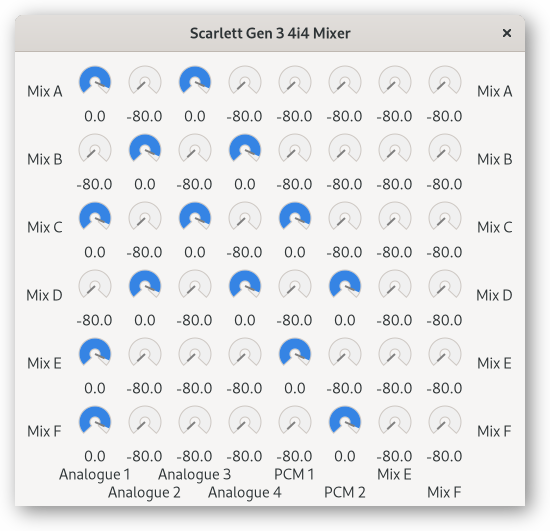 Scarlett Gen 3 4i4 Mixer ×
Mix A Mix A
0.0 -80.0 0.0 -80.0 -80.0 -80.0 -80.0 -80.0
Mix B Mix B
-80.0 0.0 -80.0 0.0 -80.0 -80.0 -80.0 -80.0
Mix C Mix C
0.0 -80.0 0.0 -80.0 0.0 -80.0 -80.0 -80.0
Mix D Mix D
-80.0 0.0 -80.0 0.0 -80.0 0.0 -80.0 -80.0
Mix E Mix E
0.0 -80.0 -80.0 -80.0 0.0 -80.0 -80.0 -80.0
Mix F Mix F
0.0 -80.0 -80.0 -80.0 -80.0 0.0 -80.0 -80.0
Analogue 1 Analogue 3 PCM 1 Mix E
Analogue 2 Analogue 4 PCM 2 Mix F